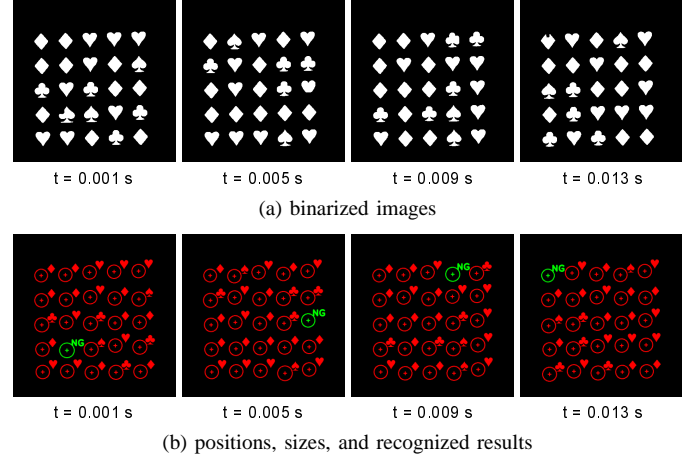 t = 0.001 s t = 0.005 s t = 0.009 s t = 0.013 s
(a) binarized images
NG NG NG NG
t = 0.001 s t = 0.005 s t = 0.009 s t = 0.013 s
(b) positions, sizes, and recognized results